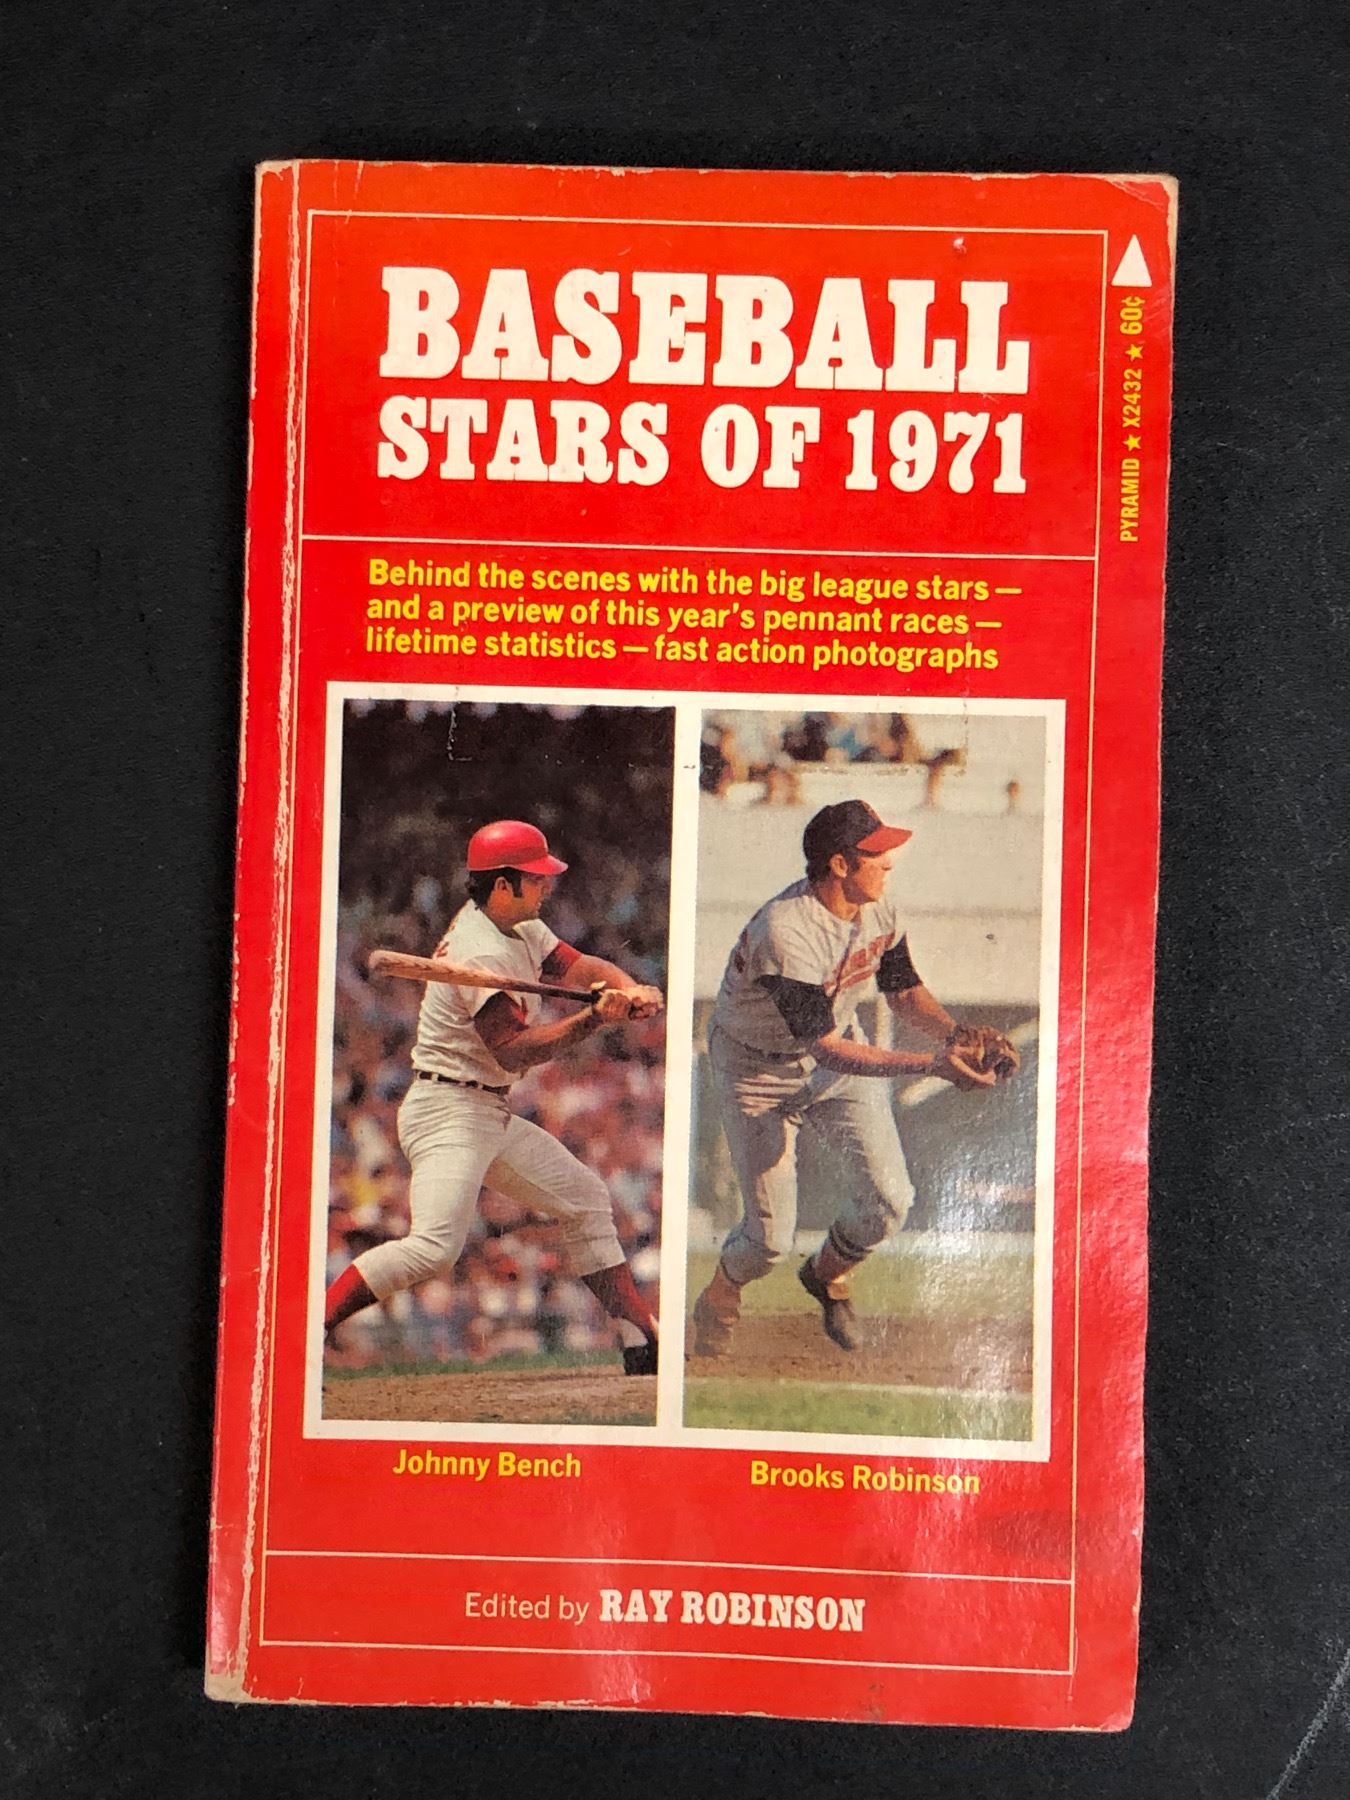 BASEBALL
STARS OF 1971
PYRAMID ★ X2432 ★ 60¢
Behind the scenes with the big league stars —
and a preview of this year's pennant races —
lifetime statistics — fast action photographs
Johnny Bench
Brooks Robinson
Edited by RAY ROBINSON